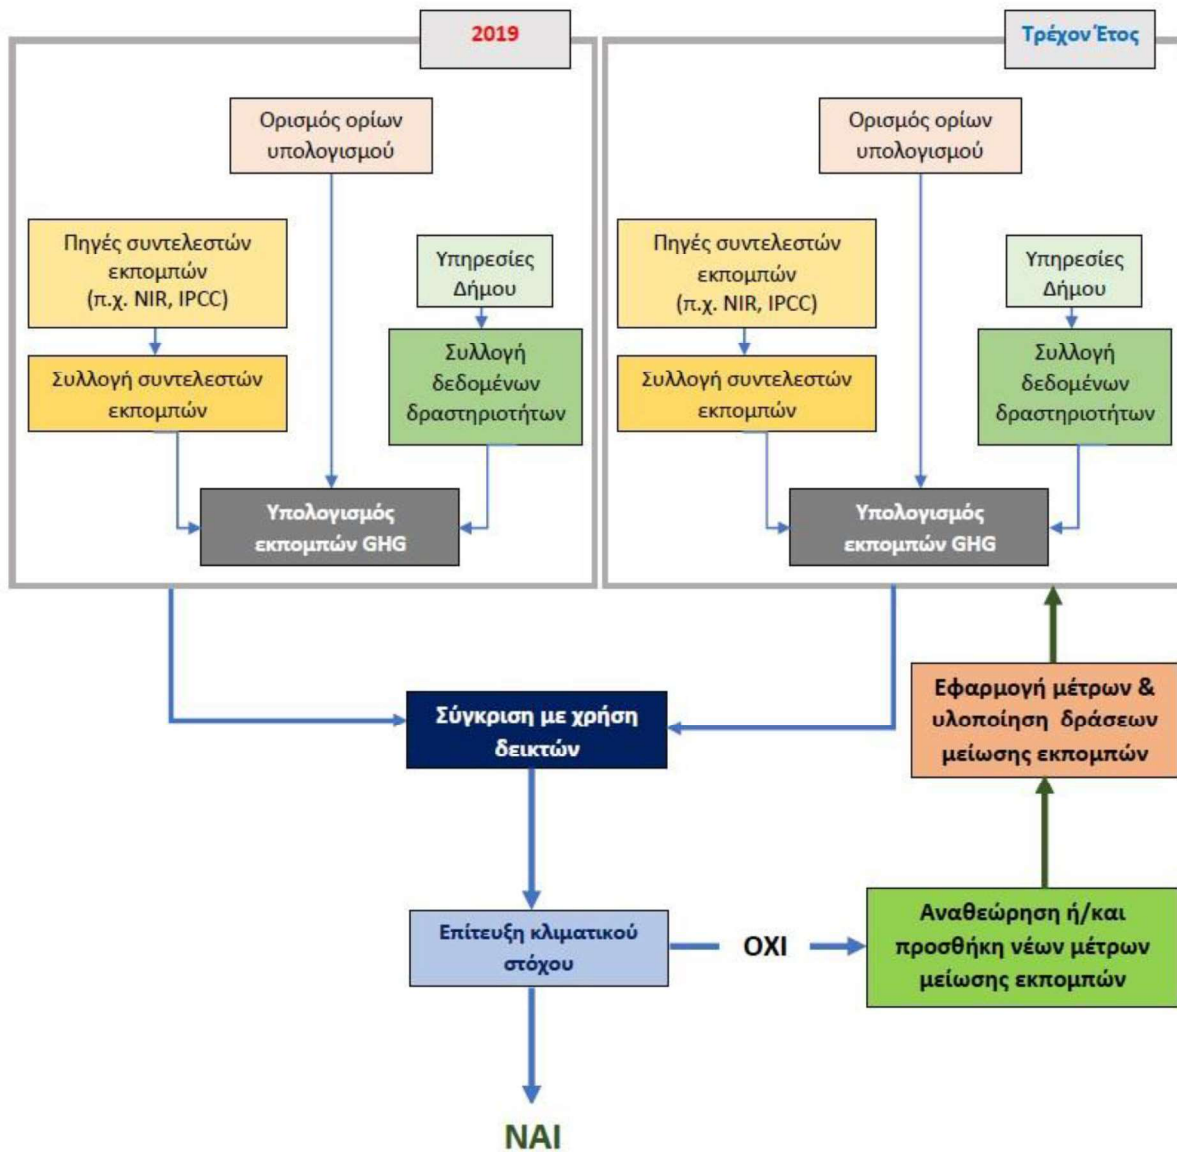 2019
Ορισμός ορίων
υπολογισμού
Πηγές συντελεστών
εκπομπών
(π.χ. NIR, IPCC)
Υπηρεσίες
Δήμου
Συλλογή συντελεστών
εκπομπών
Συλλογή
δεδομένων
δραστηριοτήτων
Υπολογισμός
εκπομπών GHG
Τρέχον Έτος
Ορισμός ορίων
υπολογισμού
Πηγές συντελεστών
εκπομπών
(π.χ. NIR, IPCC)
Υπηρεσίες
Δήμου
Συλλογή συντελεστών
εκπομπών
Συλλογή
δεδομένων
δραστηριοτήτων
Υπολογισμός
εκπομπών GHG
Σύγκριση με χρήση
δεικτών
Εφαρμογή μέτρων &
υλοποίηση δράσεων
μείωσης εκπομπών
Επίτευξη κλιματικού
στόχου
ΟΧΙ
Αναθεώρηση ή/και
προσθήκη νέων μέτρων
μείωσης εκπομπών
ΝΑΙ